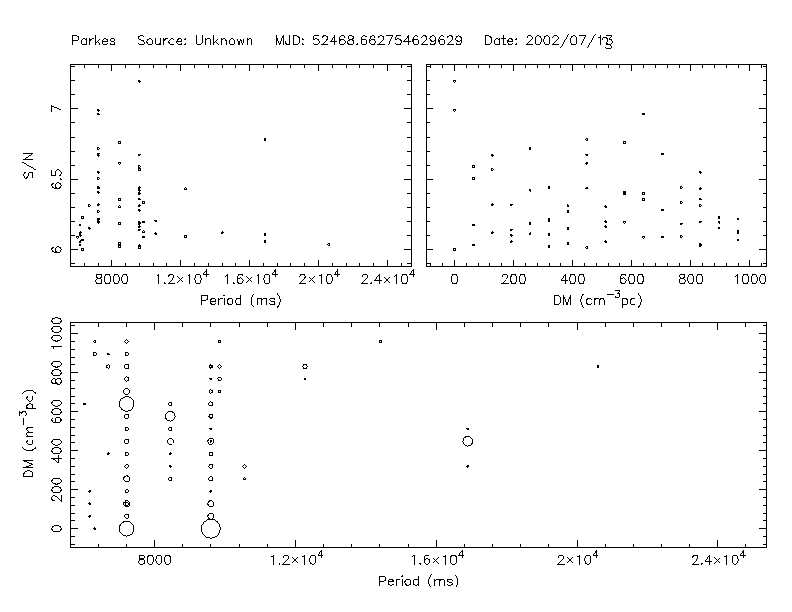 Parkes Source: Unknown MJD: 52468.662754629629 Date: 2002/07/
S/N
7
6.5
6
8000 1.2×10⁴ 1.6×10⁴ 2×10⁴ 2.4×10⁴
Period (ms)
0 200 400 600 800 1000
DM (cm⁻³pc)
DM (cm⁻³pc)
1000
800
600
400
200
0
8000 1.2×10⁴ 1.6×10⁴ 2×10⁴ 2.4×10⁴
Period (ms)